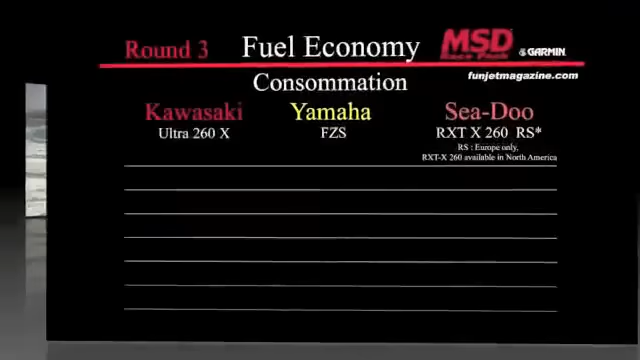 Round 3 Fuel Economy MSD GARMIN
funjetmagazine.com
Consommation
Kawasaki Yamaha Sea-Doo
Ultra 260 X FZS RXT X 260 RS*
RS : Europe only,
RXT-X 260 available in North America